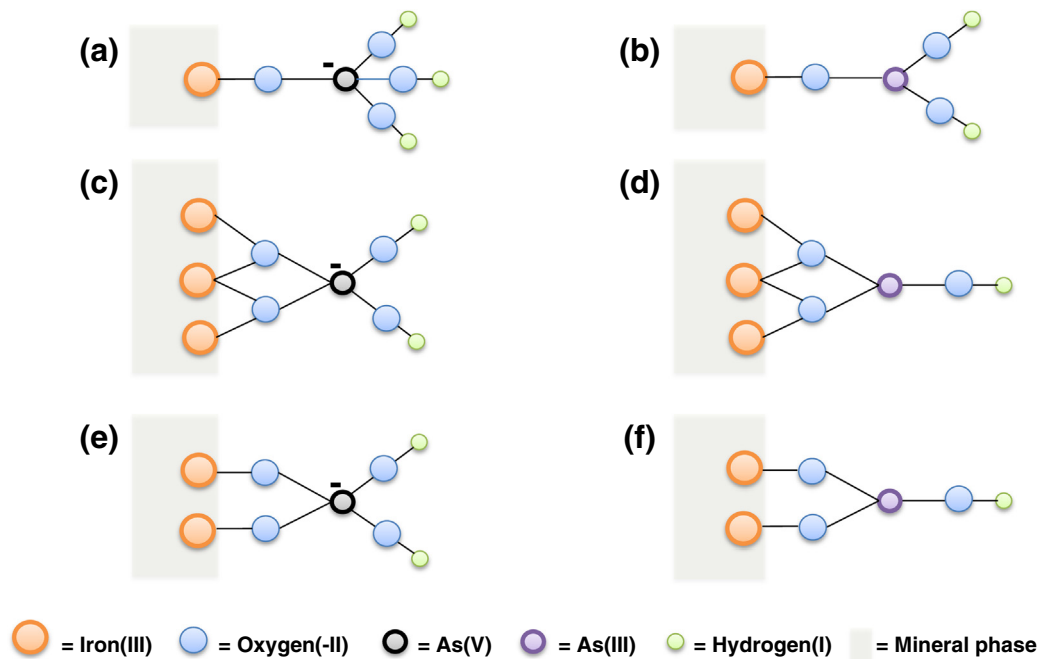 (a)
-
(b)
(c)
-
(d)
(e)
-
(f)
= Iron(III) = Oxygen(-II) = As(V) = As(III) = Hydrogen(I) = Mineral phase